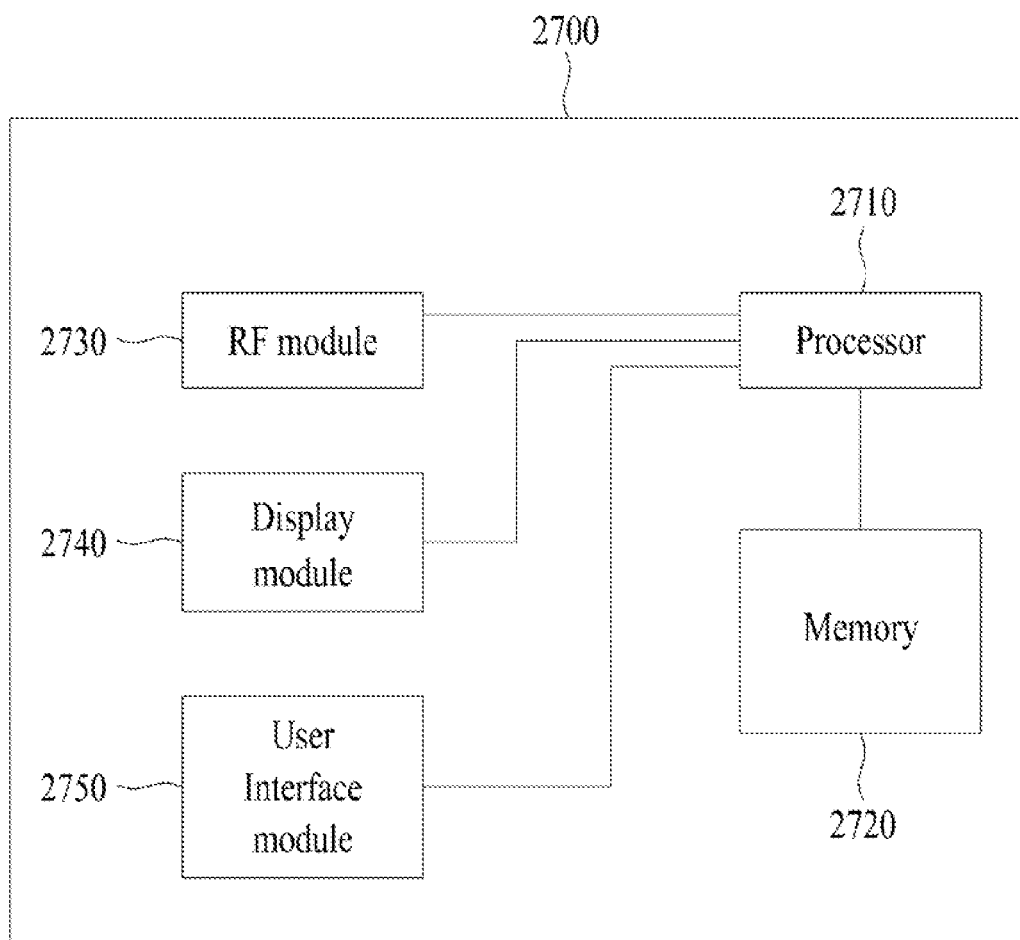 2700
2710
2730
RF module
Processor
2740
Display
module
Memory
2750
User
Interface
module
2720